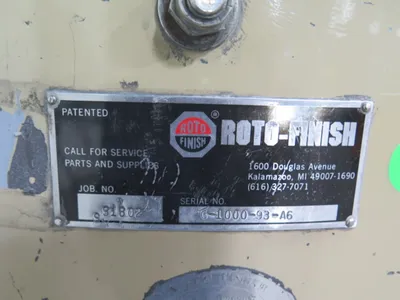 PATENTED
ROTO
FINISH
®
ROTO-FINISH
CALL FOR SERVICE
PARTS AND SUPPLIES
1600 Douglas Avenue
Kalamazoo, MI 49007-1690
(616) 327-7071
JOB. NO.
SERIAL NO.
-1000-93-A6